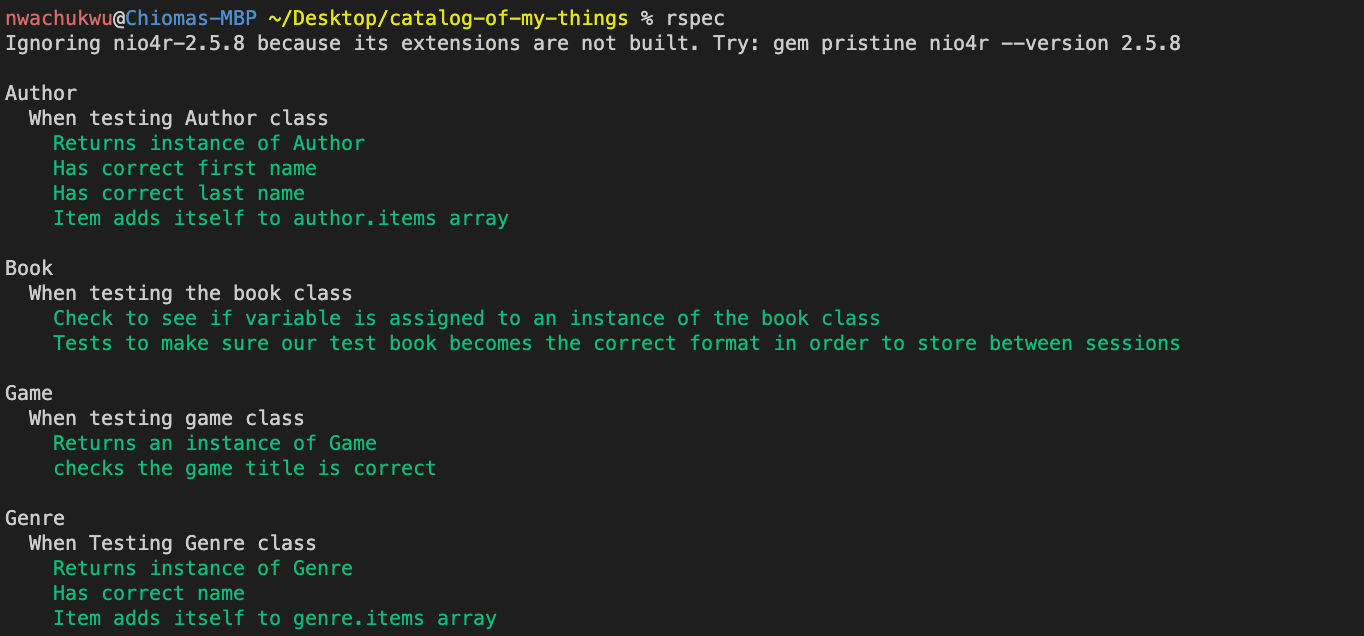 nwachukwu@Chiomas-MBP ~/Desktop/catalog-of-my-things % rspec
Ignoring nio4r-2.5.8 because its extensions are not built. Try: gem pristine nio4r --version 2.5.8
Author
When testing Author class
Returns instance of Author
Has correct first name
Has correct last name
Item adds itself to author.items array
Book
When testing the book class
Check to see if variable is assigned to an instance of the book class
Tests to make sure our test book becomes the correct format in order to store between sessions
Game
When testing game class
Returns an instance of Game
checks the game title is correct
Genre
When Testing Genre class
Returns instance of Genre
Has correct name
Item adds itself to genre.items array